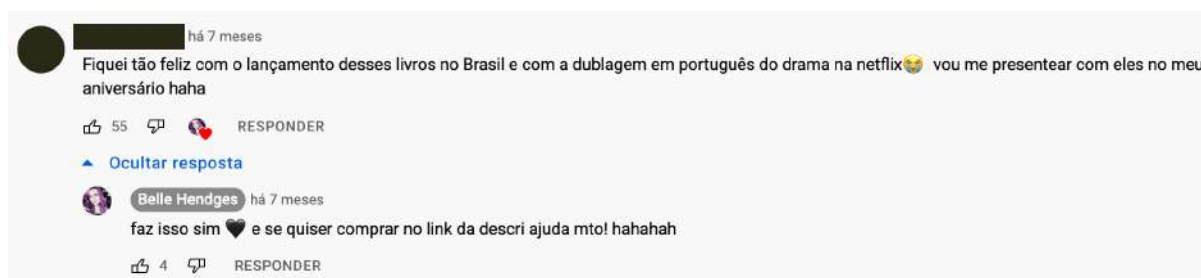 há 7 meses
Fiquei tão feliz com o lançamento desses livros no Brasil e com a dublagem em português do drama na netflix😭 vou me presentear com eles no meu
aniversário haha
55 RESPONDER
Ocultar resposta
Belle Hendges há 7 meses
faz isso sim 🖤 e se quiser comprar no link da descri ajuda mto! hahahah
4 RESPONDER